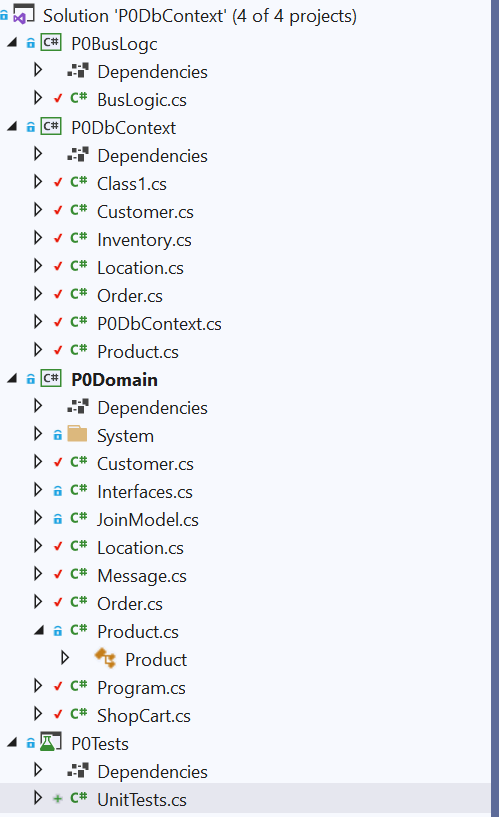 Solution 'P0DbContext' (4 of 4 projects)
C# P0BusLogc
Dependencies
C# BusLogic.cs
C# P0DbContext
Dependencies
C# Class1.cs
C# Customer.cs
C# Inventory.cs
C# Location.cs
C# Order.cs
C# P0DbContext.cs
C# Product.cs
C# P0Domain
Dependencies
System
C# Customer.cs
C# Interfaces.cs
C# JoinModel.cs
C# Location.cs
C# Message.cs
C# Order.cs
C# Product.cs
Product
C# Program.cs
C# ShopCart.cs
P0Tests
Dependencies
C# UnitTests.cs